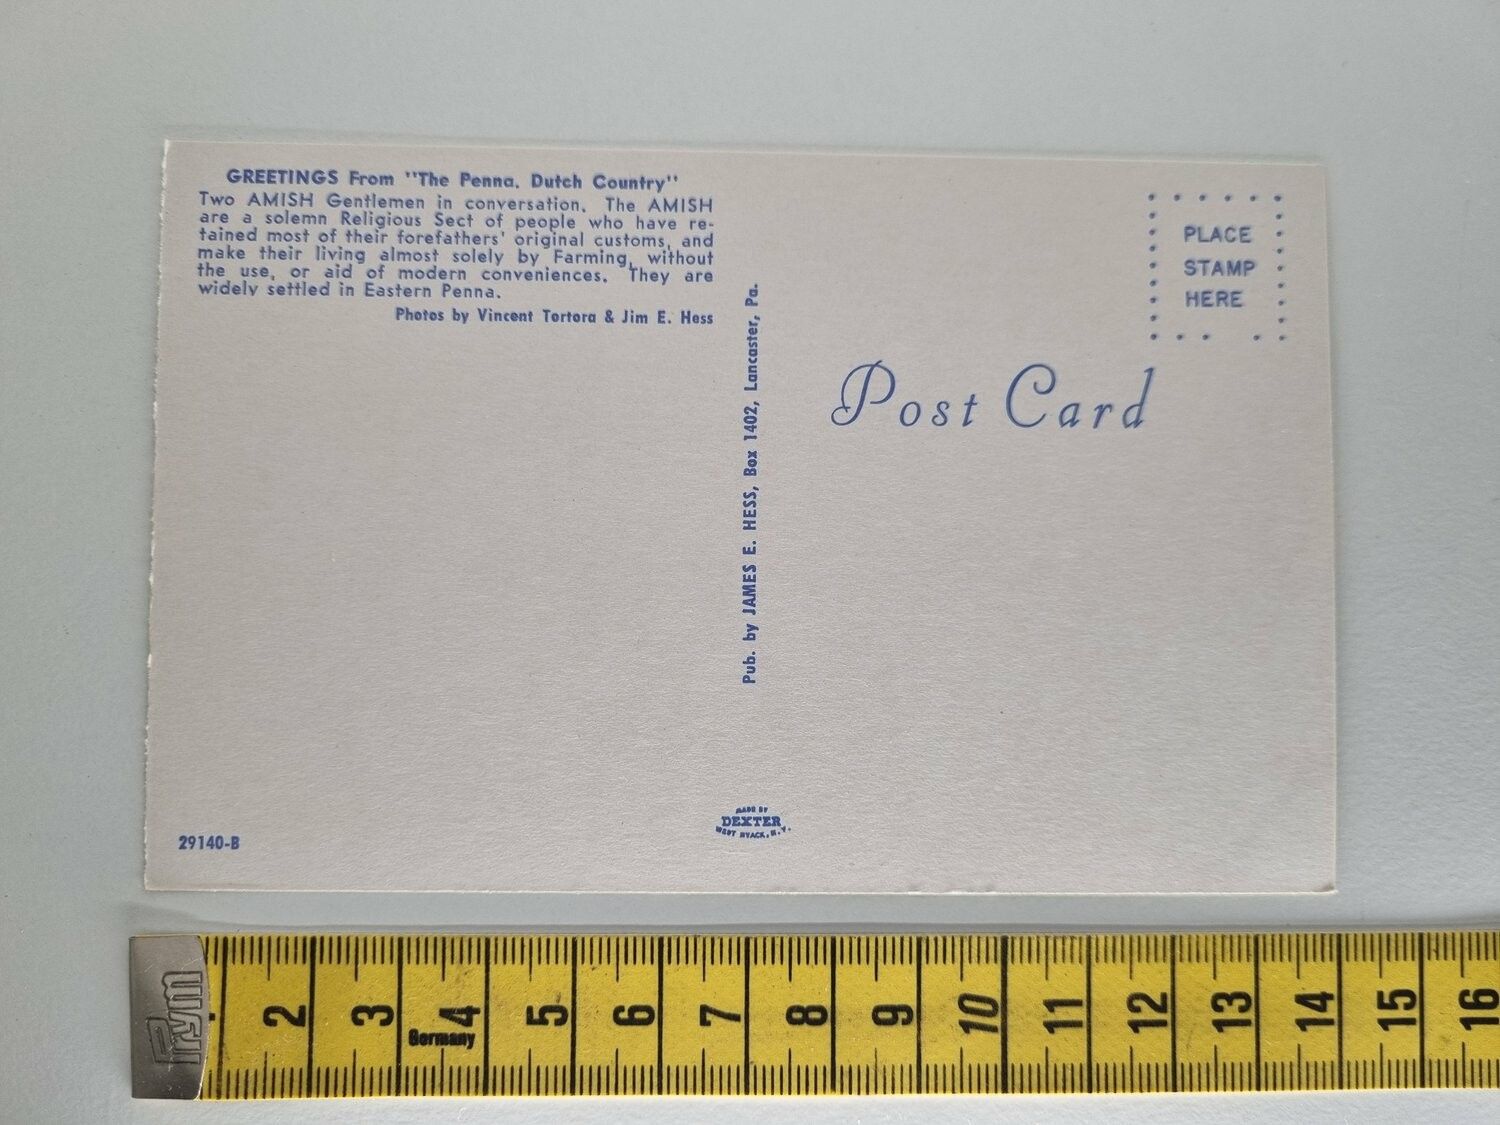 GREETINGS From "The Penna. Dutch Country"
Two AMISH Gentlemen in conversation. The AMISH
are a solemn Religious Sect of people who have re-
tained most of their forefathers' original customs, and
make their living almost solely by Farming, without
the use, or aid of modern conveniences. They are
widely settled in Eastern Penna.
Photos by Vincent Tortora & Jim E. Hess
29140-B
Pub. by JAMES E. HESS, Box 1402, Lancaster, Pa.
MADE BY
DEXTER
WEST NYACK, N.Y.
PLACE
STAMP
HERE
Post Card
Prym
2 3 4 5 6 7 8 9 10 11 12 13 14 15 16
Germany